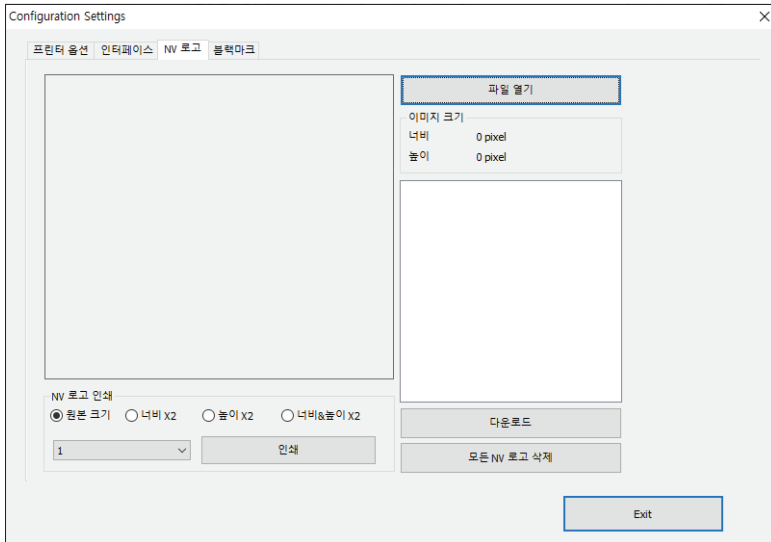 Configuration Settings
프린터 옵션 인터페이스 NV 로고 블랙마크
파일 열기
이미지 크기
너비 0 pixel
높이 0 pixel
NV 로고 인쇄
원본 크기 너비 X2 높이 X2 너비&높이 X2
1 인쇄
다운로드
모든 NV 로고 삭제
Exit